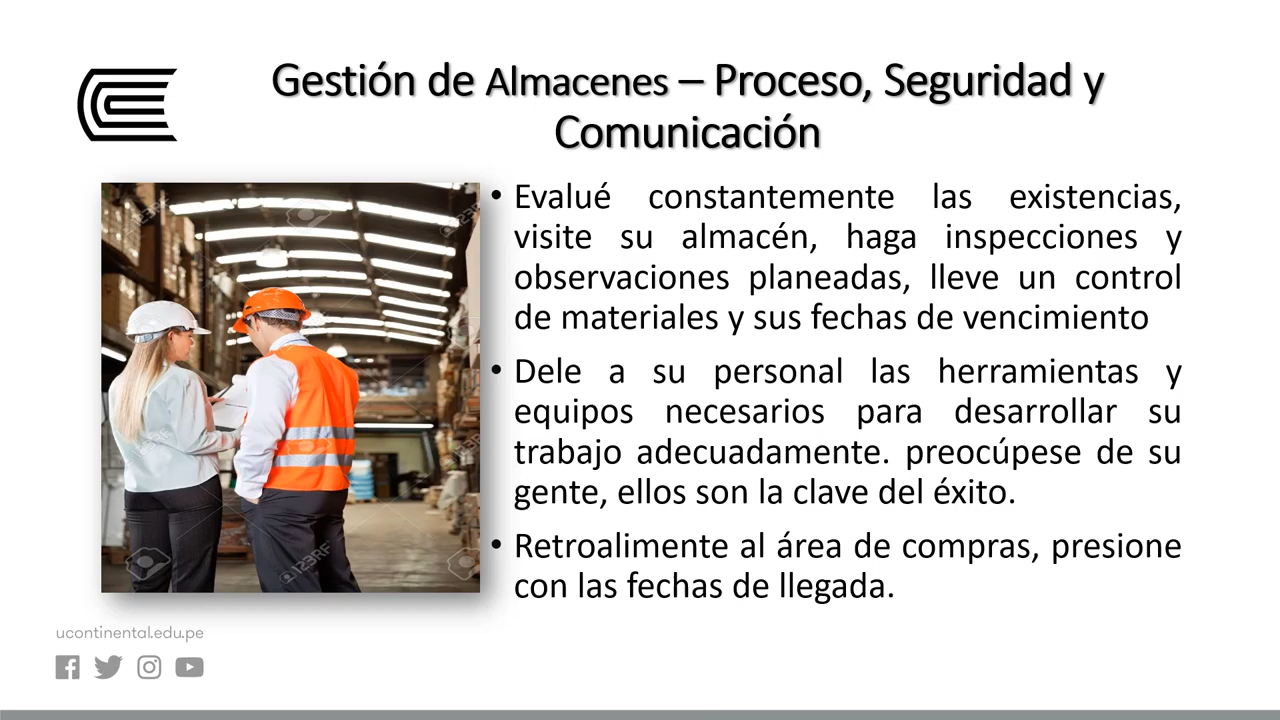 Gestión de Almacenes – Proceso, Seguridad y
Comunicación
• Evalué constantemente las existencias,
visite su almacén, haga inspecciones y
observaciones planeadas, lleve un control
de materiales y sus fechas de vencimiento
• Dele a su personal las herramientas y
equipos necesarios para desarrollar su
trabajo adecuadamente. preocúpese de su
gente, ellos son la clave del éxito.
• Retroalimente al área de compras, presione
con las fechas de llegada.
123RF
ucontinental.edu.pe